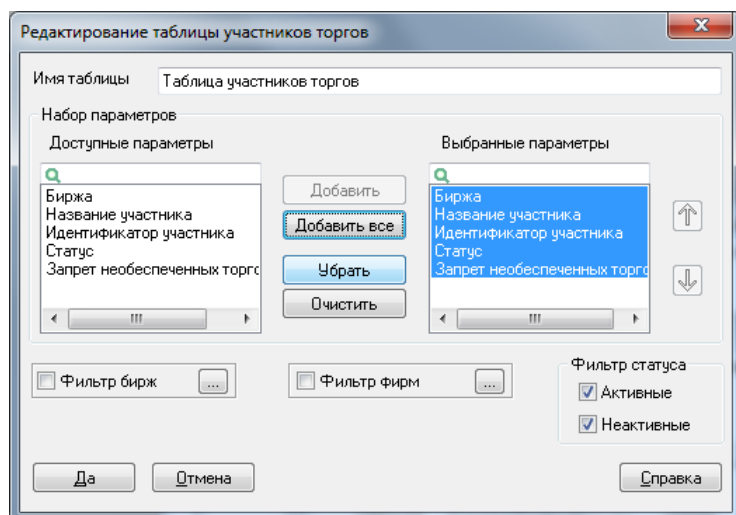 Редактирование таблицы участников торгов
Имя таблицы Таблица участников торгов
Набор параметров
Доступные параметры Выбранные параметры
Биржа
Название участника
Идентификатор участника
Статус
Запрет необеспеченных торго
Добавить
Добавить все
Убрать
Очистить
Биржа
Название участника
Идентификатор участника
Статус
Запрет необеспеченных торго
Фильтр бирж ...
Фильтр фирм ...
Фильтр статуса
Активные
Неактивные
Да Отмена Справка